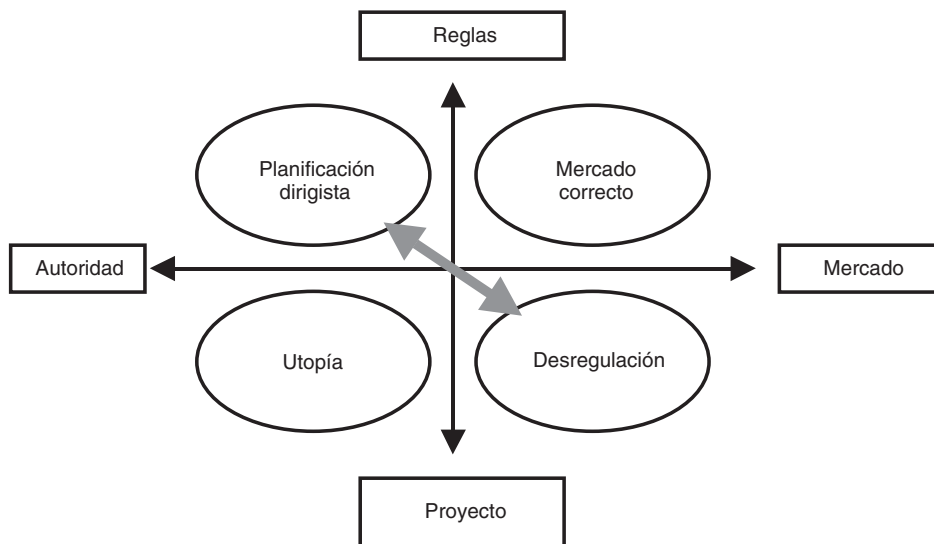 Reglas
Planificación
dirigista
Mercado
correcto
Autoridad
Mercado
Utopía
Desregulación
Proyecto